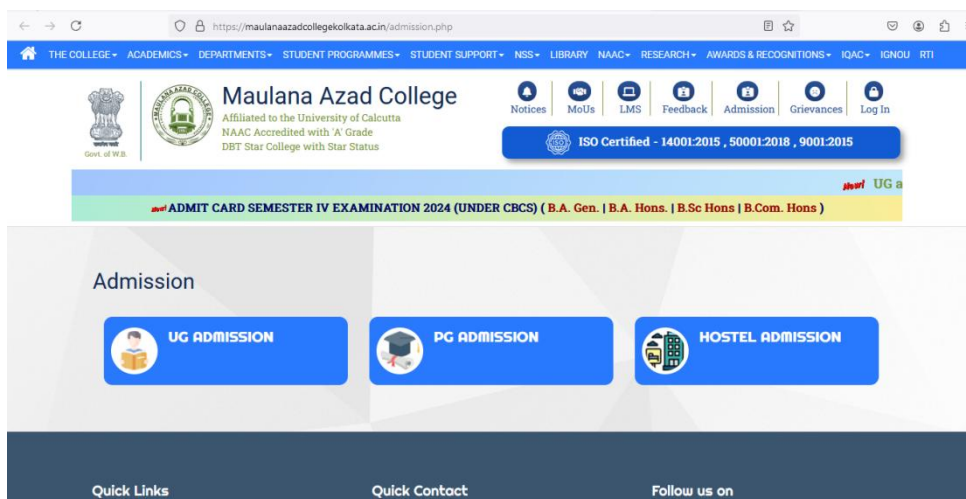 https://maulanaazadcollegekolkata.ac.in/admission.php
THE COLLEGE ACADEMICS DEPARTMENTS STUDENT PROGRAMMES STUDENT SUPPORT NSS LIBRARY NAAC RESEARCH AWARDS & RECOGNITIONS IQAC IGNOU RTI
Govt. of W.B.
Maulana Azad College
Affiliated to the University of Calcutta
NAAC Accredited with 'A' Grade
DBT Star College with Star Status
Notices MoUs LMS Feedback Admission Grievances Log In
ISO Certified - 14001:2015 , 50001:2018 , 9001:2015
New! UG a
New! ADMIT CARD SEMESTER IV EXAMINATION 2024 (UNDER CBCS) ( B.A. Gen. | B.A. Hons. | B.Sc Hons | B.Com. Hons )
Admission
UG ADMISSION
PG ADMISSION
HOSTEL ADMISSION
Quick Links
Quick Contact
Follow us on